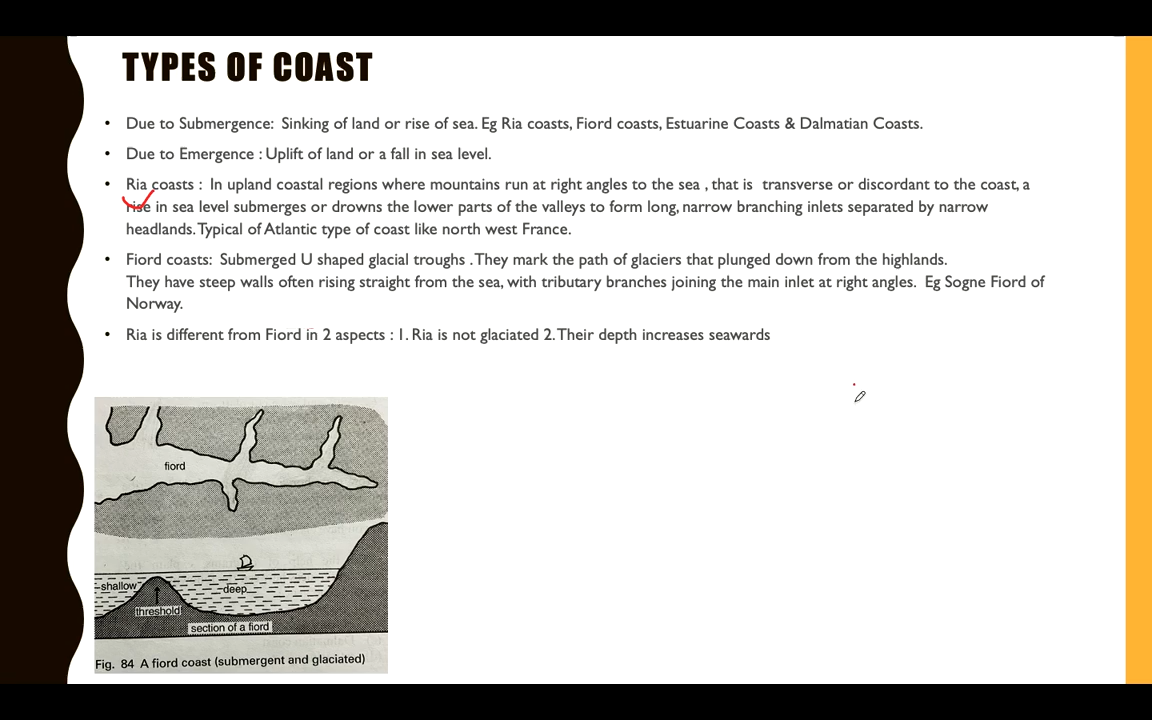 TYPES OF COAST
• Due to Submergence: Sinking of land or rise of sea. Eg Ria coasts, Fiord coasts, Estuarine Coasts & Dalmatian Coasts.
• Due to Emergence : Uplift of land or a fall in sea level.
• Ria coasts : In upland coastal regions where mountains run at right angles to the sea , that is transverse or discordant to the coast, a
rise in sea level submerges or drowns the lower parts of the valleys to form long, narrow branching inlets separated by narrow
headlands. Typical of Atlantic type of coast like north west France.
• Fiord coasts: Submerged U shaped glacial troughs . They mark the path of glaciers that plunged down from the highlands.
They have steep walls often rising straight from the sea, with tributary branches joining the main inlet at right angles. Eg Sogne Fiord of
Norway.
• Ria is different from Fiord in 2 aspects : 1. Ria is not glaciated 2. Their depth increases seawards
fiord
shallow
deep
threshold
section of a fiord
Fig. 84 A fiord coast (submergent and glaciated)